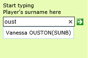 Start typing
Player's surname here
oust
Vanessa OUSTON(SUNB)